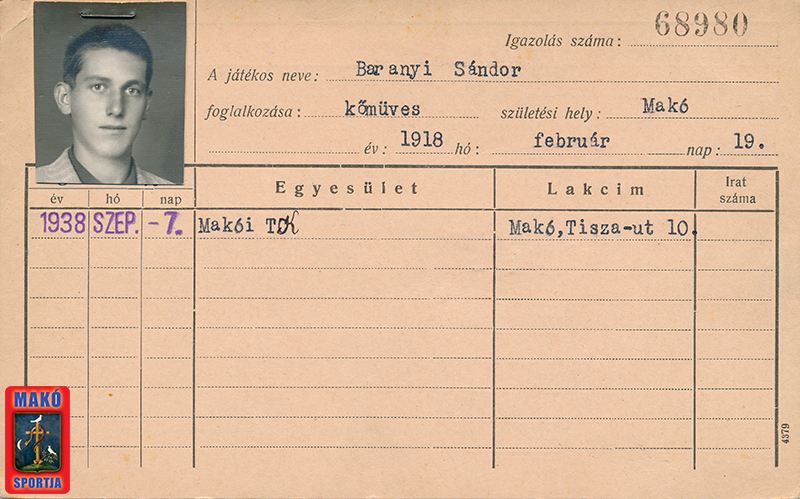 Igazolás száma: 68980
A játékos neve: Baranyi Sándor
foglalkozása: kőmüves születési hely: Makó
év: 1918 hó: február nap: 19.
év hó nap Egyesület Lakcim Irat száma
1938 SZEP. -7. Makói TK Makó,Tisza-ut 10.
4379
MAKÓ
SPORTJA